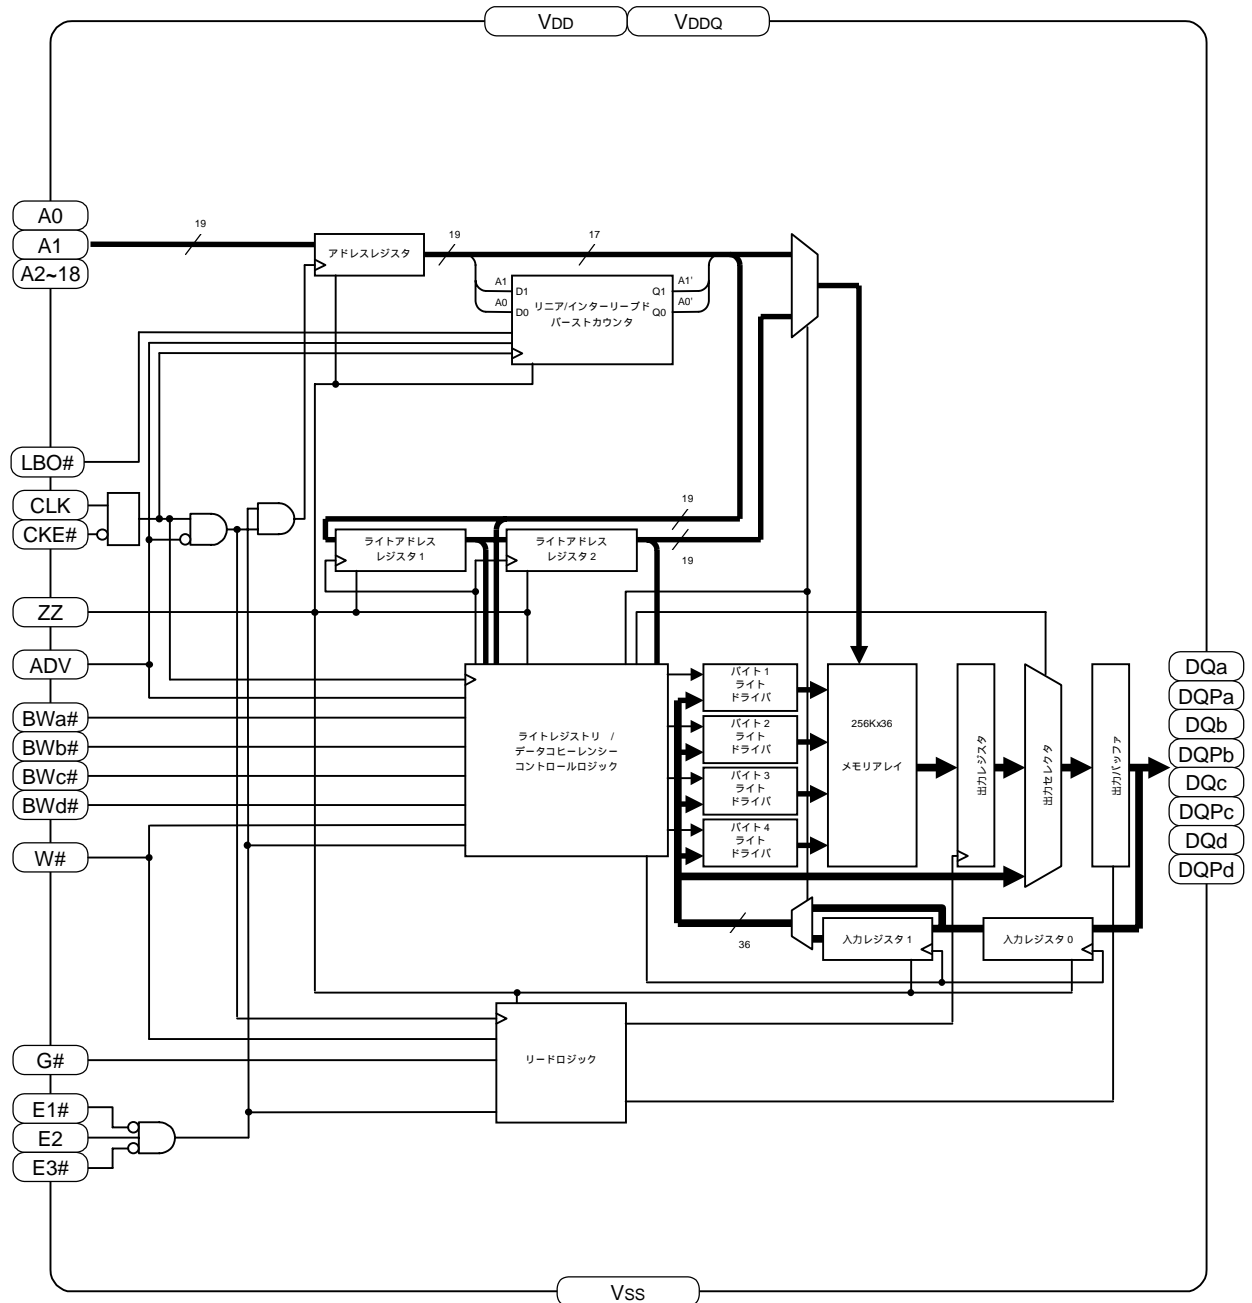 VDD VDDQ
A0
A1
A2~18
19
アドレスレジスタ
19
17
A1
A0
D1
D0
リニア/インターリーブド
バーストカウンタ
Q1
Q0
A1'
A0'
LBO#
CLK
CKE#
19
19
ライトアドレス
レジスタ 1
ライトアドレス
レジスタ 2
ZZ
ADV
BWa#
BWb#
BWc#
BWd#
W#
ライトレジストリ /
データコヒーレンシー
コントロールロジック
バイト 1
ライト
ドライバ
バイト 2
ライト
ドライバ
バイト 3
ライト
ドライバ
バイト 4
ライト
ドライバ
256Kx36
メモリアレイ
出力レジスタ
出力セレクタ
出力バッファ
DQa
DQPa
DQb
DQPb
DQc
DQPc
DQd
DQPd
36
入力レジスタ 1
入力レジスタ 0
リードロジック
G#
E1#
E2
E3#
VSS